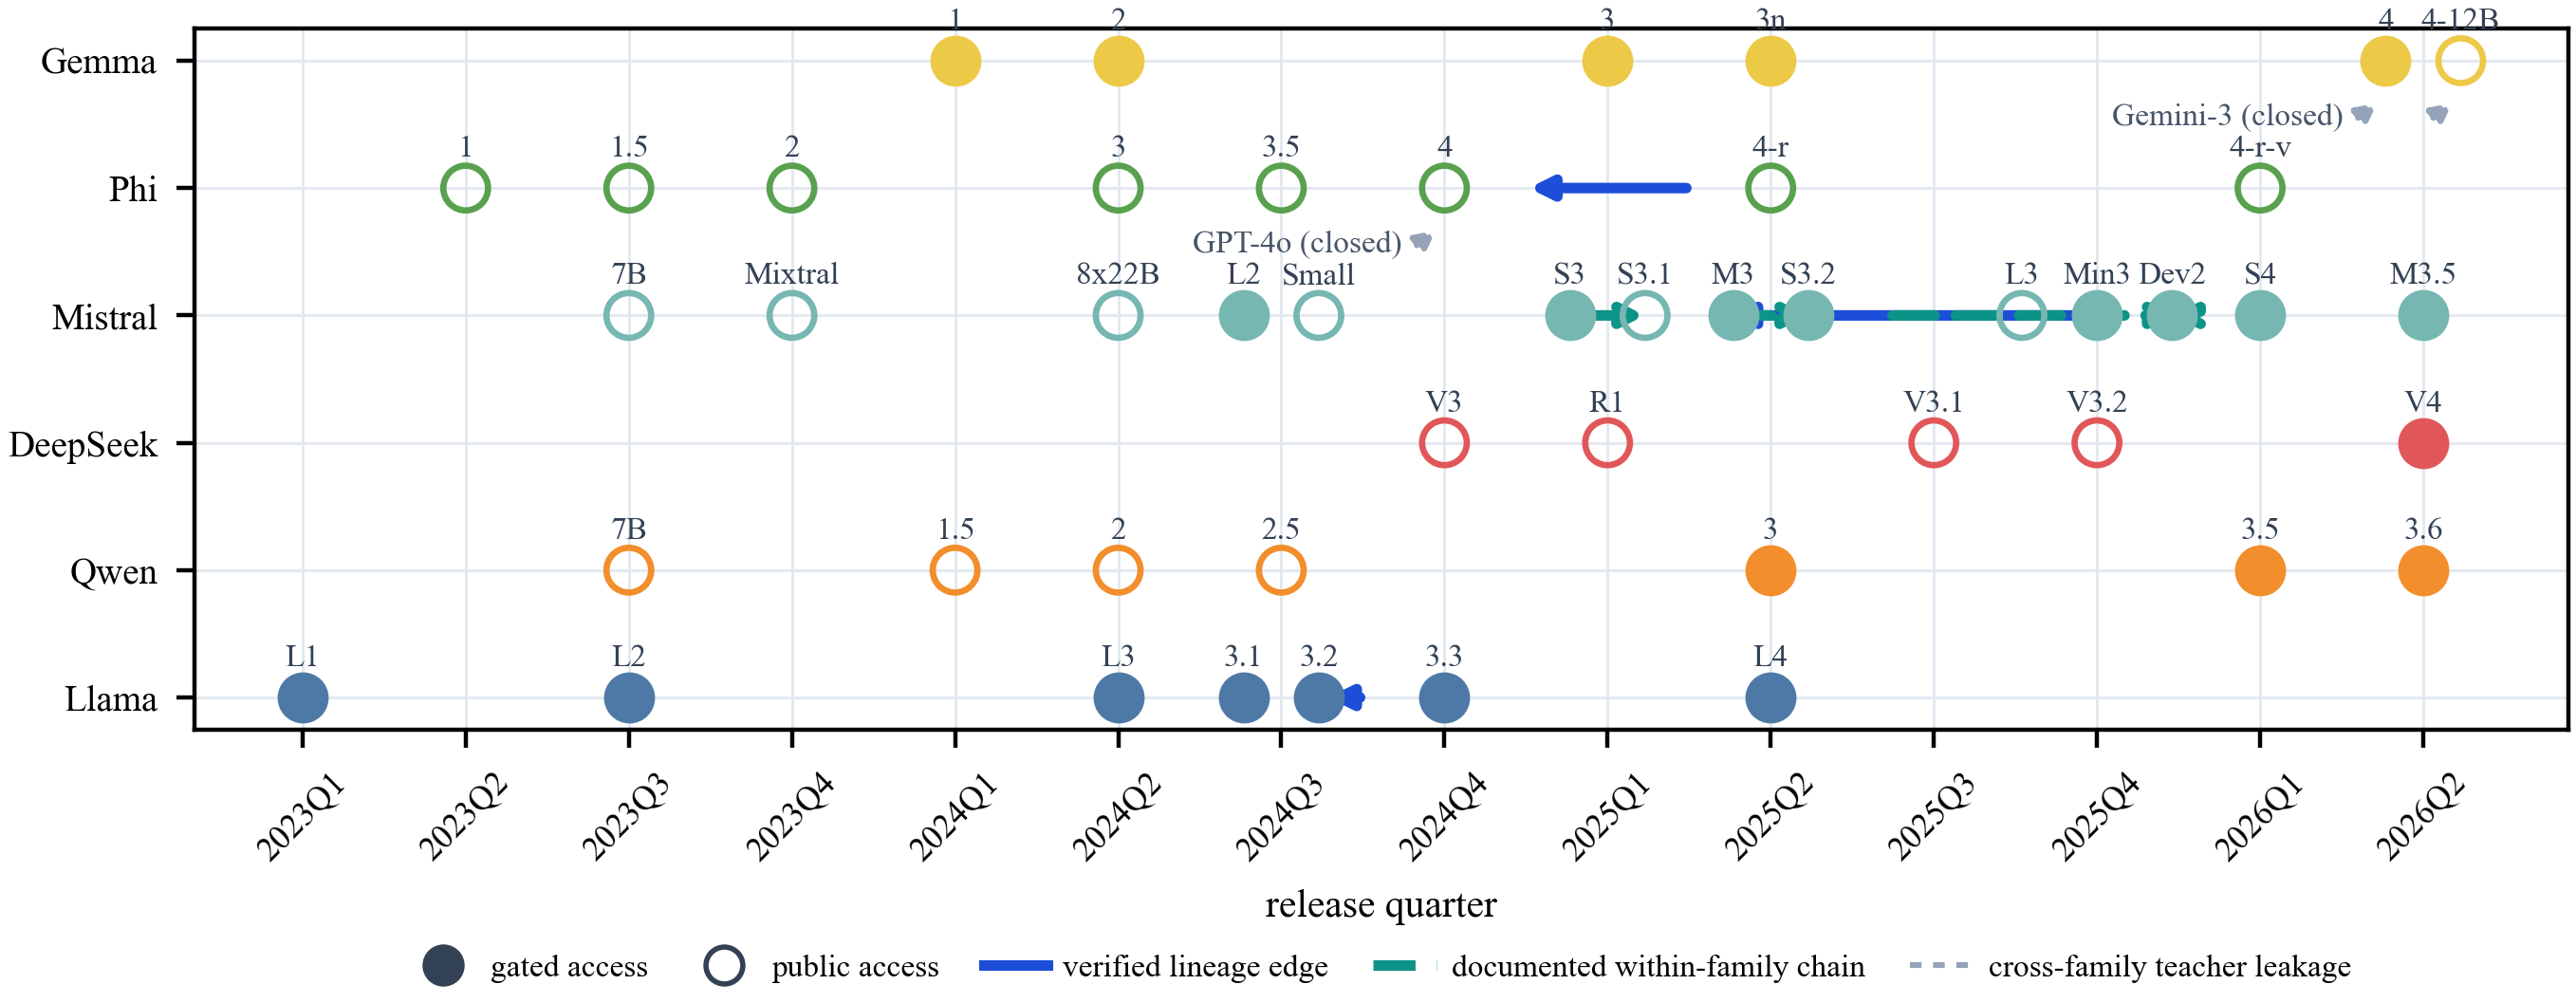 1 2 3 3n 4 4-12B
Gemma
Gemini-3 (closed)
1 1.5 2 3 3.5 4 4-r 4-r-v
Phi
GPT-4o (closed)
7B Mixtral 8x22B L2 Small S3 S3.1 M3 S3.2 L3 Min3 Dev2 S4 M3.5
Mistral
V3 R1 V3.1 V3.2 V4
DeepSeek
7B 1.5 2 2.5 3 3.5 3.6
Qwen
L1 L2 L3 3.1 3.2 3.3 L4
Llama
2023Q1 2023Q2 2023Q3 2023Q4 2024Q1 2024Q2 2024Q3 2024Q4 2025Q1 2025Q2 2025Q3 2025Q4 2026Q1 2026Q2
release quarter
gated access public access verified lineage edge documented within-family chain cross-family teacher leakage